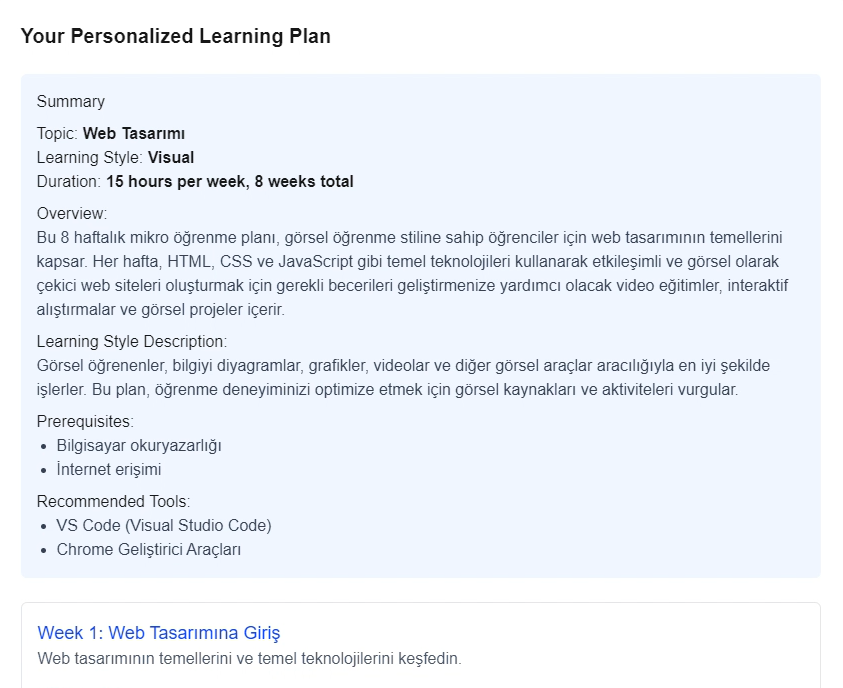 Your Personalized Learning Plan
Summary
Topic: Web Tasarımı
Learning Style: Visual
Duration: 15 hours per week, 8 weeks total
Overview:
Bu 8 haftalık mikro öğrenme planı, görsel öğrenme stiline sahip öğrenciler için web tasarımının temellerini
kapsar. Her hafta, HTML, CSS ve JavaScript gibi temel teknolojileri kullanarak etkileşimli ve görsel olarak
çekici web siteleri oluşturmak için gerekli becerileri geliştirmenize yardımcı olacak video eğitimler, interaktif
alıştırmalar ve görsel projeler içerir.
Learning Style Description:
Görsel öğrenenler, bilgiyi diyagramlar, grafikler, videolar ve diğer görsel araçlar aracılığıyla en iyi şekilde
işlerler. Bu plan, öğrenme deneyiminizi optimize etmek için görsel kaynakları ve aktiviteleri vurgular.
Prerequisites:
• Bilgisayar okuryazarlığı
• İnternet erişimi
Recommended Tools:
• VS Code (Visual Studio Code)
• Chrome Geliştirici Araçları
Week 1: Web Tasarımına Giriş
Web tasarımının temellerini ve temel teknolojilerini keşfedin.